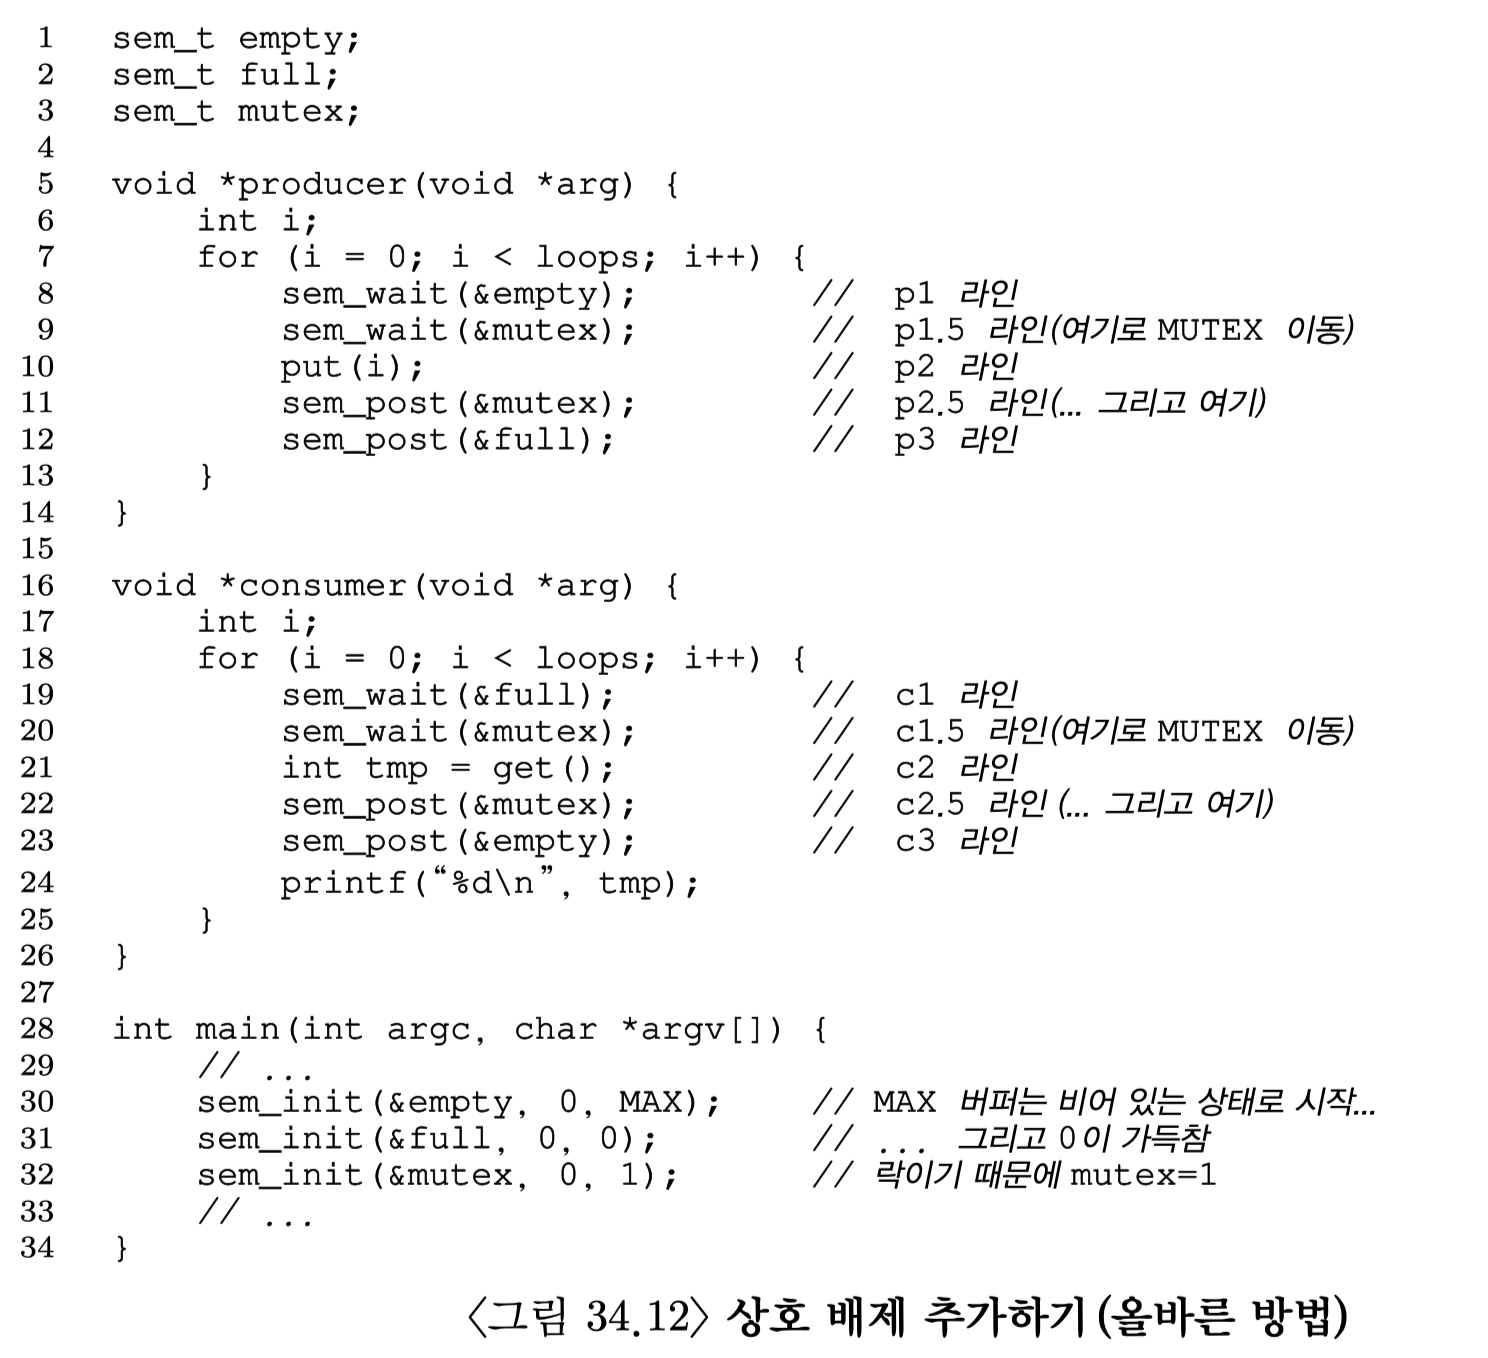 1 sem_t empty;
2 sem_t full;
3 sem_t mutex;
4
5 void *producer(void *arg) {
6 int i;
7 for (i = 0; i < loops; i++) {
8 sem_wait(&empty); // p1 라인
9 sem_wait(&mutex); // p1.5 라인(여기로 MUTEX 이동)
10 put(i); // p2 라인
11 sem_post(&mutex); // p2.5 라인(... 그리고 여기)
12 sem_post(&full); // p3 라인
13 }
14 }
15
16 void *consumer(void *arg) {
17 int i;
18 for (i = 0; i < loops; i++) {
19 sem_wait(&full); // c1 라인
20 sem_wait(&mutex); // c1.5 라인(여기로 MUTEX 이동)
21 int tmp = get(); // c2 라인
22 sem_post(&mutex); // c2.5 라인 (... 그리고 여기)
23 sem_post(&empty); // c3 라인
24 printf(“%d\n”, tmp);
25 }
26 }
27
28 int main(int argc, char *argv[]) {
29 // ...
30 sem_init(&empty, 0, MAX); // MAX 버퍼는 비어 있는 상태로 시작...
31 sem_init(&full, 0, 0); // ... 그리고 0이 가득참
32 sem_init(&mutex, 0, 1); // 락이기 때문에 mutex=1
33 // ...
34 }
〈그림 34.12〉 상호 배제 추가하기(올바른 방법)